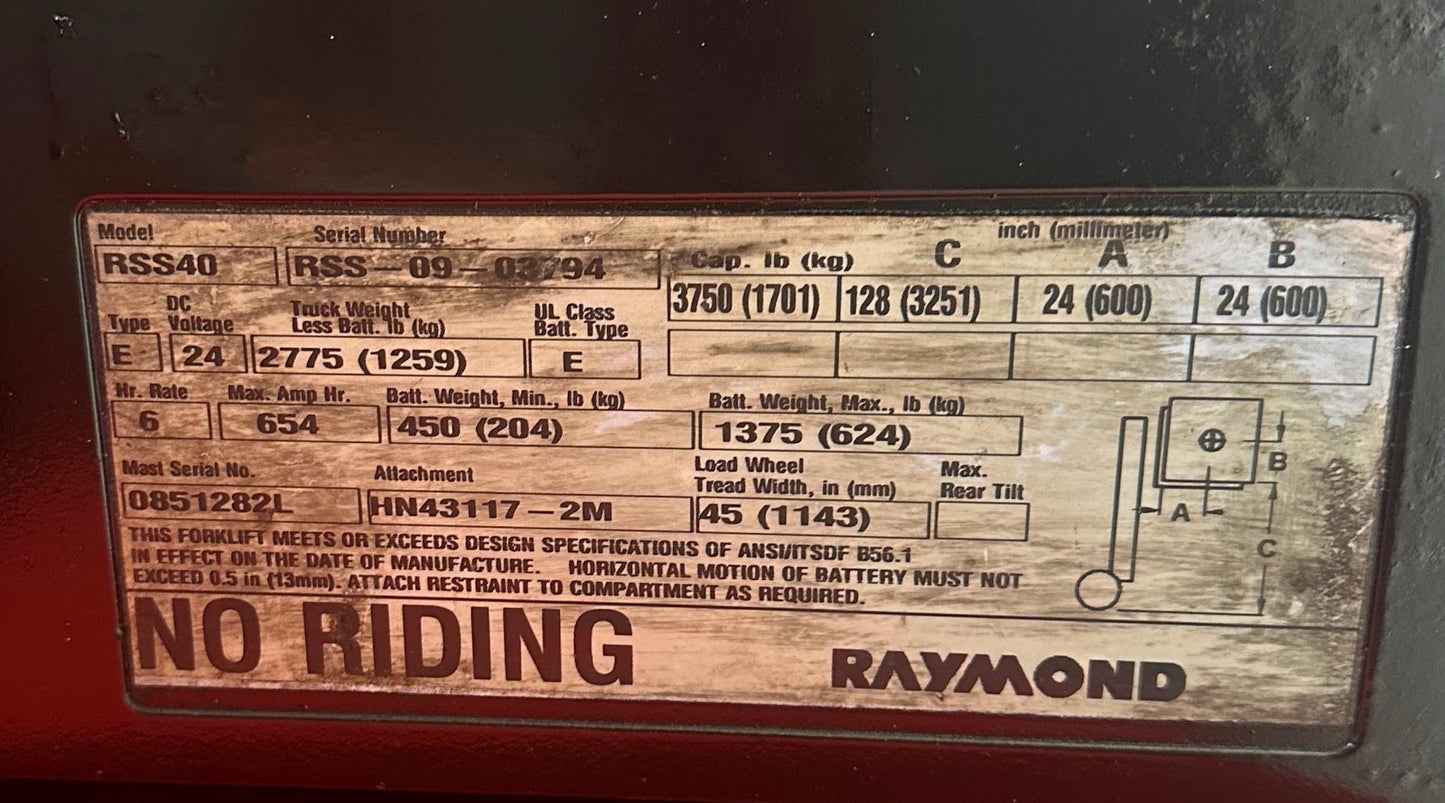 Model Serial Number inch (millimeter)
RSS40 Cap. lb (kg) C A B
3750 (1701) 128 (3251) 24 (600) 24 (600)
Type DC Voltage Truck Weight Less Batt. lb (kg) UL Class Batt. Type
E 24 2775 (1259) E
Hr. Rate Max. Amp Hr. Batt. Weight, Min., lb (kg) Batt. Weight, Max., lb (kg)
6 654 450 (204) 1375 (624)
Mast Serial No. Attachment Load Wheel Tread Width, in (mm) Max. Rear Tilt
0851282L HN43117-2M 45 (1143)
B
A
C
THIS FORKLIFT MEETS OR EXCEEDS DESIGN SPECIFICATIONS OF ANSI/ITSDF B56.1
IN EFFECT ON THE DATE OF MANUFACTURE. HORIZONTAL MOTION OF BATTERY MUST NOT
EXCEED 0.5 in (13mm). ATTACH RESTRAINT TO COMPARTMENT AS REQUIRED.
NO RIDING
RAYMOND